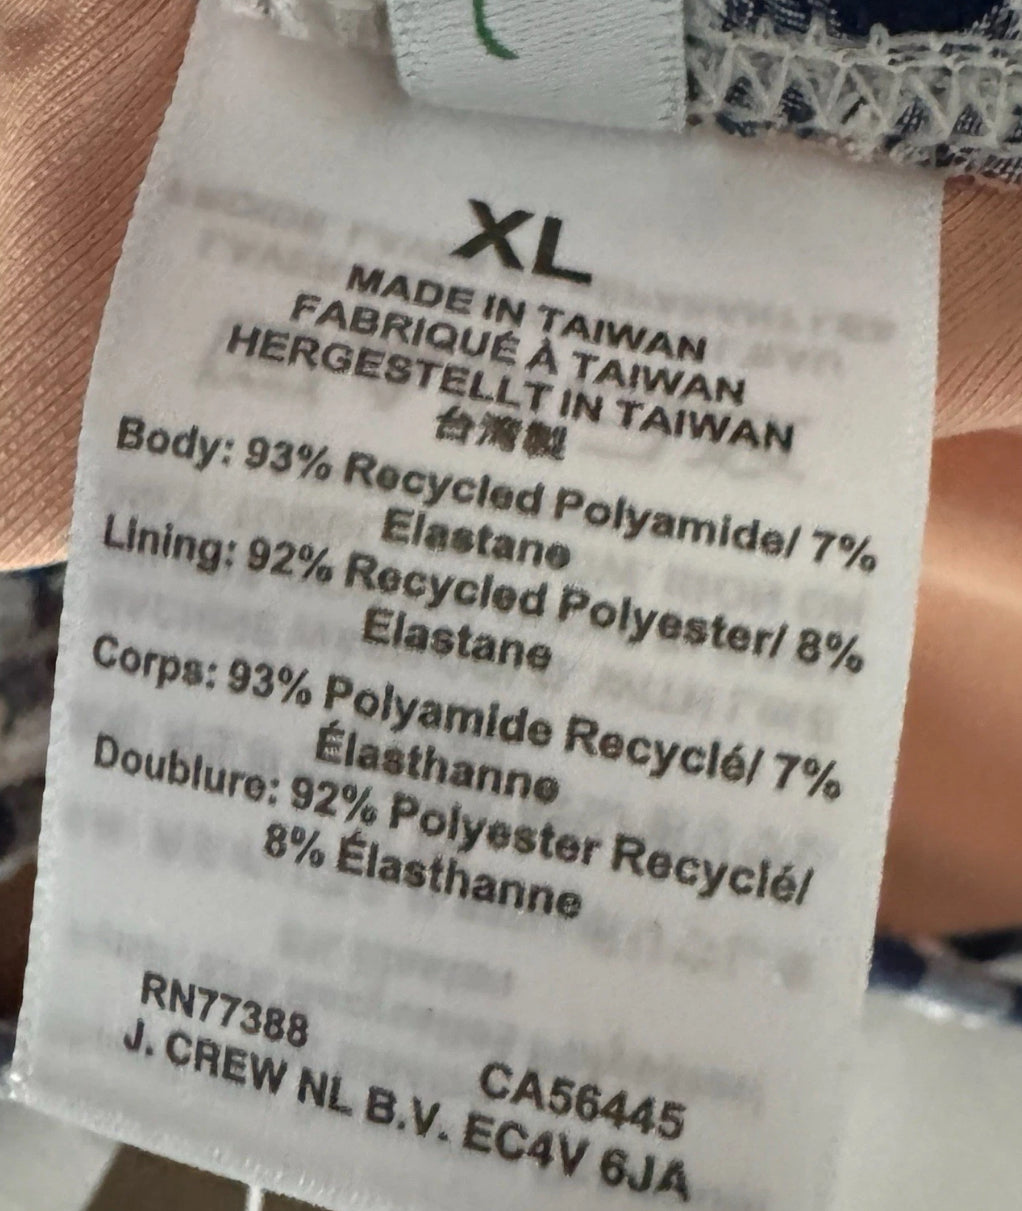 XL
MADE IN TAIWAN
FABRIQUÉ À TAIWAN
HERGESTELLT IN TAIWAN
台灣製
Body: 93% Recycled Polyamide/ 7%
Elastane
Lining: 92% Recycled Polyester/ 8%
Elastane
Corps: 93% Polyamide Recyclé/ 7%
Élasthanne
Doublure: 92% Polyester Recyclé/
8% Élasthanne
RN77388
CA56445
J. CREW NL B.V. EC4V 6JA